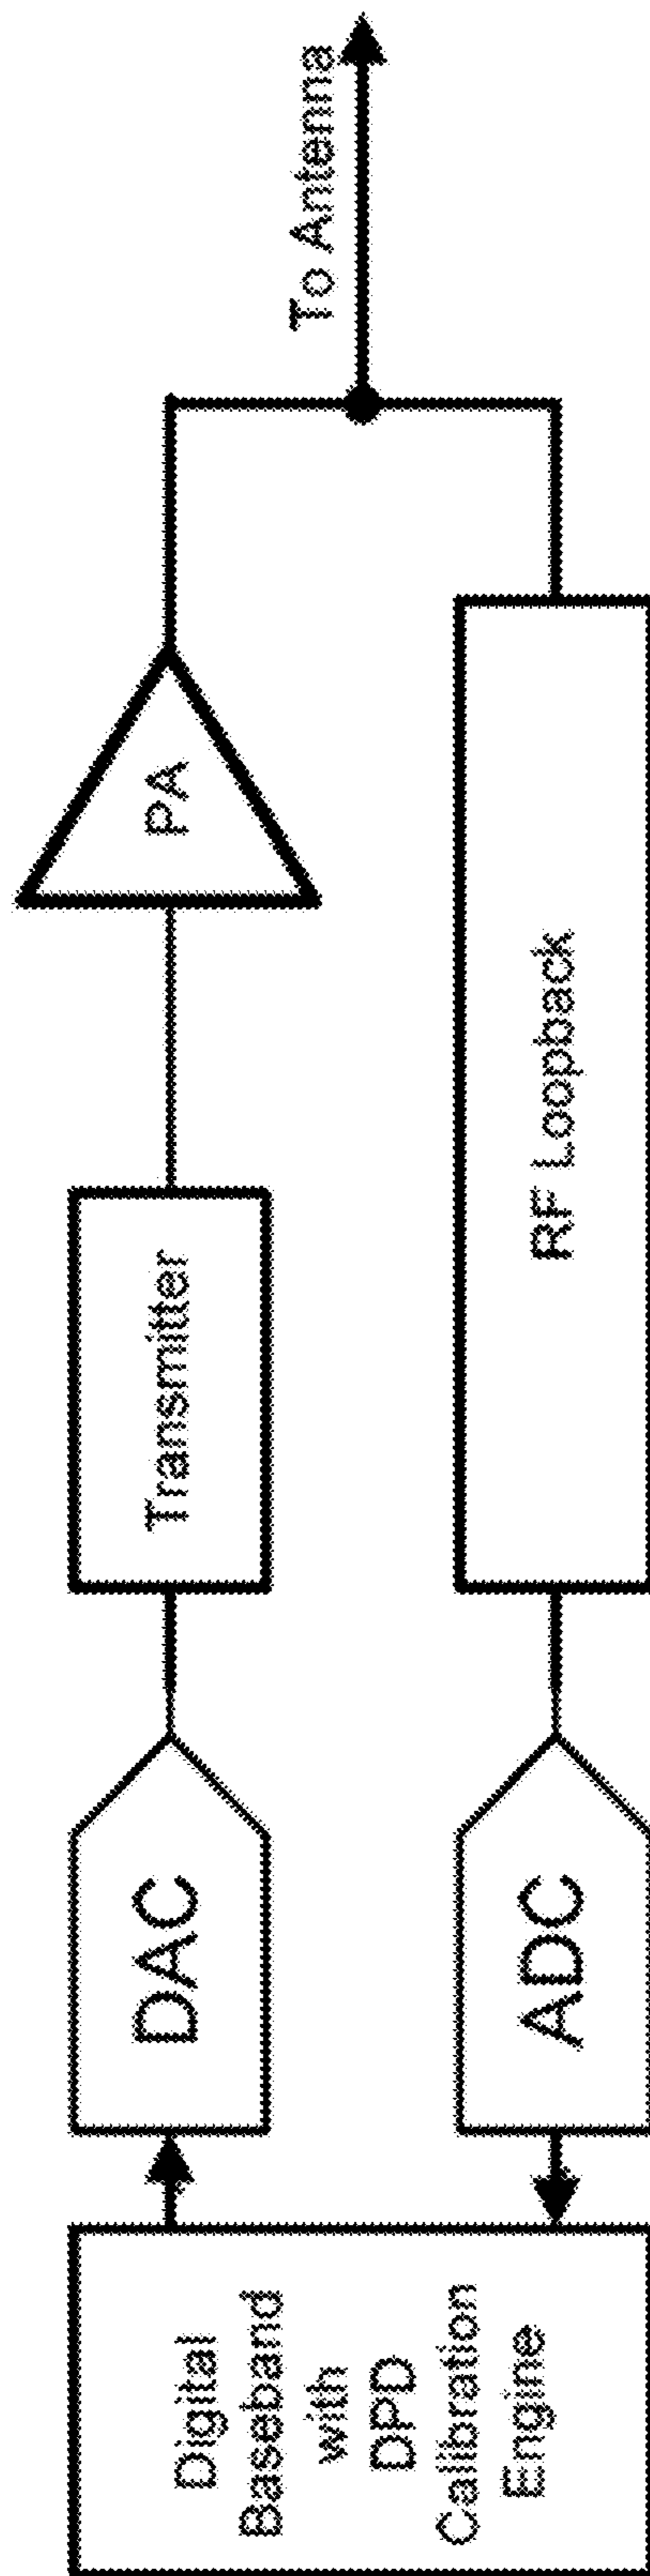 Digital
Baseband
with
DPD
Calibration
Engine
DAC
Transmitter
PA
To Antenna
ADC
RF Loopback